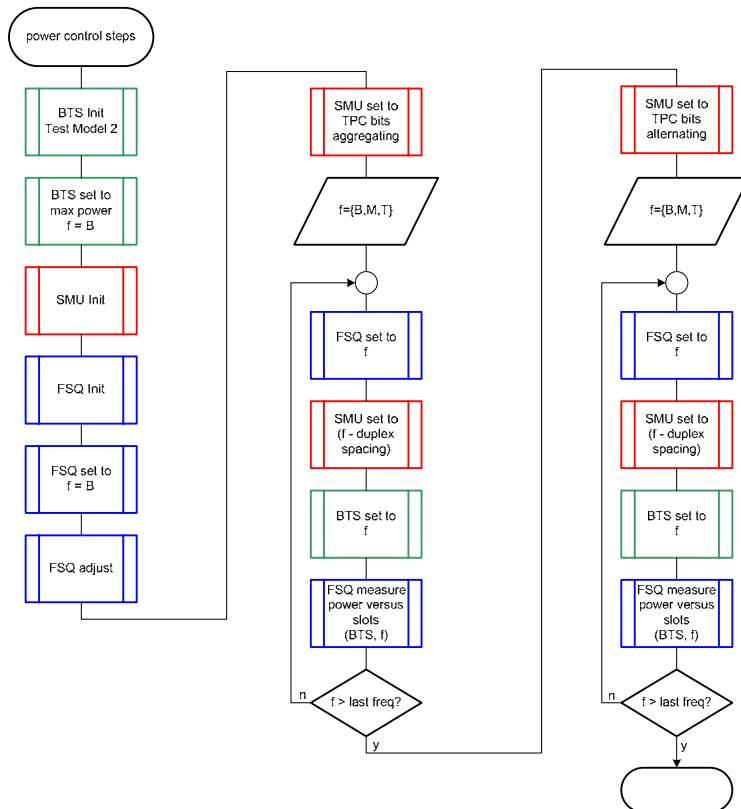 power control steps
BTS Init
Test Model 2
BTS set to
max power
f = B
SMU Init
FSQ Init
FSQ set to
f = B
FSQ adjust
SMU set to
TPC bits
aggregating
f={B,M,T}
FSQ set to
f
SMU set to
(f - duplex
spacing)
BTS set to
f
FSQ measure
power versus
slots
(BTS, f)
n
f > last freq?
y
SMU set to
TPC bits
alternating
f={B,M,T}
FSQ set to
f
SMU set to
(f - duplex
spacing)
BTS set to
f
FSQ measure
power versus
slots
(BTS, f)
n
f > last freq?
y